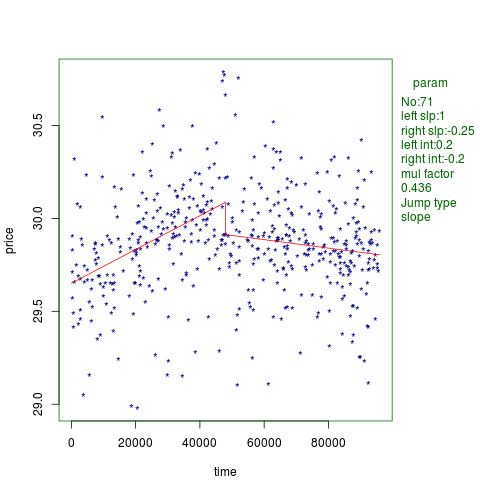 param
No:71
left slp:1
right slp:-0.25
left int:0.2
right int:-0.2
mul factor
0.436
Jump type
slope
price
30.5
30.0
29.5
29.0
0 20000 40000 60000 80000
time